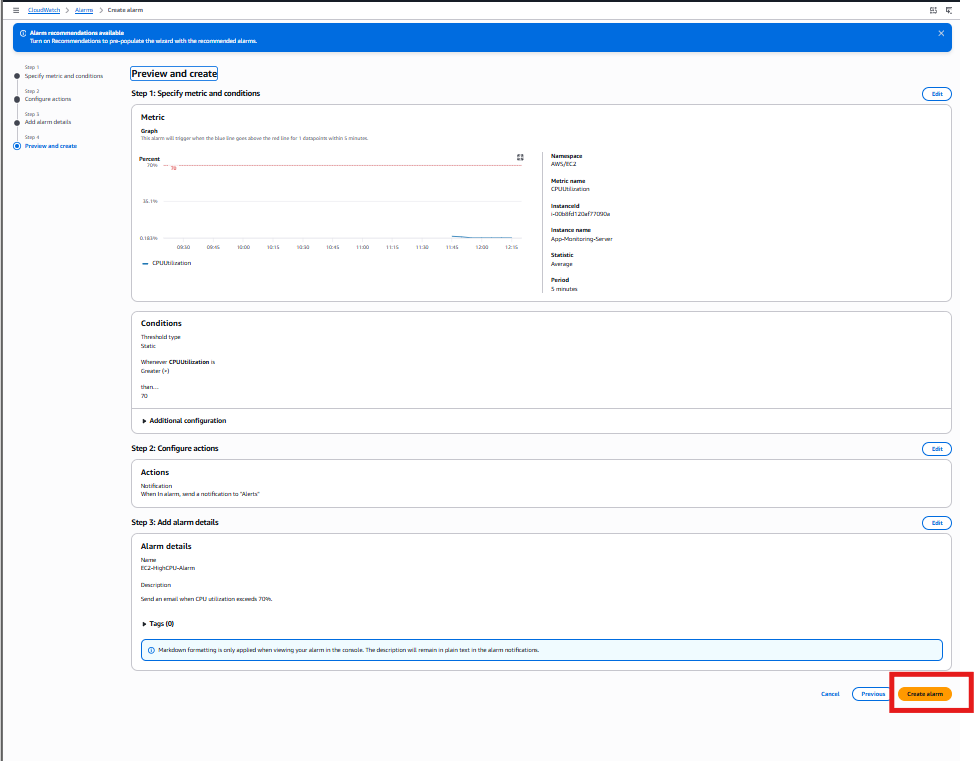 CloudWatch > Alarms > Create alarm
Alarm recommendations available
Turn on Recommendations to pre-populate the wizard with the recommended alarms.
Step 1
Specify metric and conditions
Step 2
Configure actions
Step 3
Add alarm details
Step 4
Preview and create
Preview and create
Step 1: Specify metric and conditions
Edit
Metric
Graph
This alarm will trigger when the blue line goes above the red line for 1 datapoints within 5 minutes.
Percent
70%
70
35.1%
0.183%
09:30 09:45 10:00 10:15 10:30 10:45 11:00 11:15 11:30 11:45 12:00 12:15
CPUUtilization
Namespace
AWS/EC2
Metric name
CPUUtilization
InstanceId
i-00b8fd120af77090a
Instance name
App-Monitoring-Server
Statistic
Average
Period
5 minutes
Conditions
Threshold type
Static
Whenever CPUUtilization is
Greater (>)
than...
70
Additional configuration
Step 2: Configure actions
Edit
Actions
Notification
When In alarm, send a notification to "Alerts"
Step 3: Add alarm details
Edit
Alarm details
Name
EC2-HighCPU-Alarm
Description
Send an email when CPU utilization exceeds 70%.
Tags (0)
Markdown formatting is only applied when viewing your alarm in the console. The description will remain in plain text in the alarm notifications.
Cancel
Previous
Create alarm